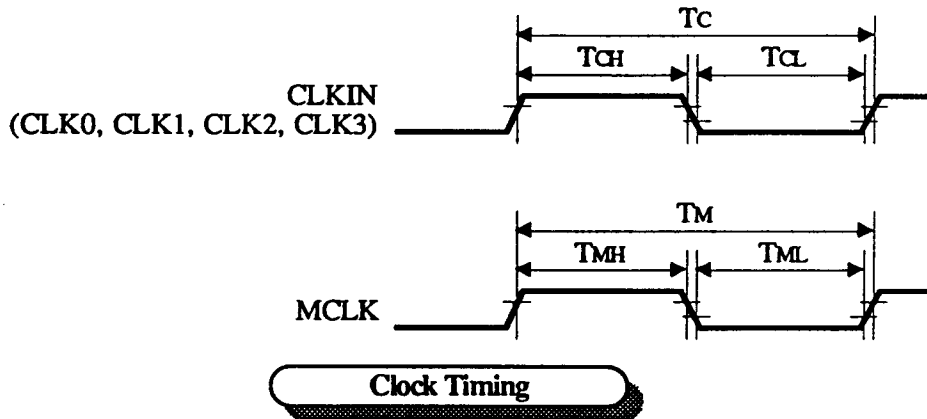 TC
TCH TCL
CLKIN
(CLK0, CLK1, CLK2, CLK3)
TM
TMH TML
MCLK
Clock Timing